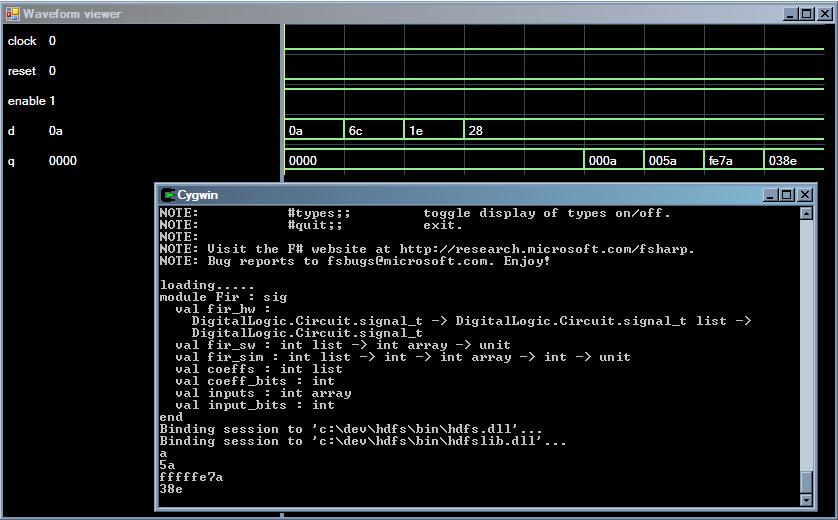 Waveform viewer
clock 0
reset 0
enable 1
d 0a 0a 6c 1e 28
q 0000 0000 000a 005a fe7a 038e
Cygwin
NOTE: #types;; toggle display of types on/off.
NOTE: #quit;; exit.
NOTE:
NOTE: Visit the F# website at http://research.microsoft.com/fsharp.
NOTE: Bug reports to fsbugs@microsoft.com. Enjoy!
loading.....
module Fir : sig
val fir_hw :
DigitalLogic.Circuit.signal_t -> DigitalLogic.Circuit.signal_t list ->
DigitalLogic.Circuit.signal_t
val fir_sw : int list -> int array -> unit
val fir_sim : int list -> int -> int array -> int -> unit
val coeffs : int list
val coeff_bits : int
val inputs : int array
val input_bits : int
end
Binding session to 'c:\dev\hdfs\bin\hdfs.dll'...
Binding session to 'c:\dev\hdfs\bin\hdfslib.dll'...
a
5a
fffffe7a
38e